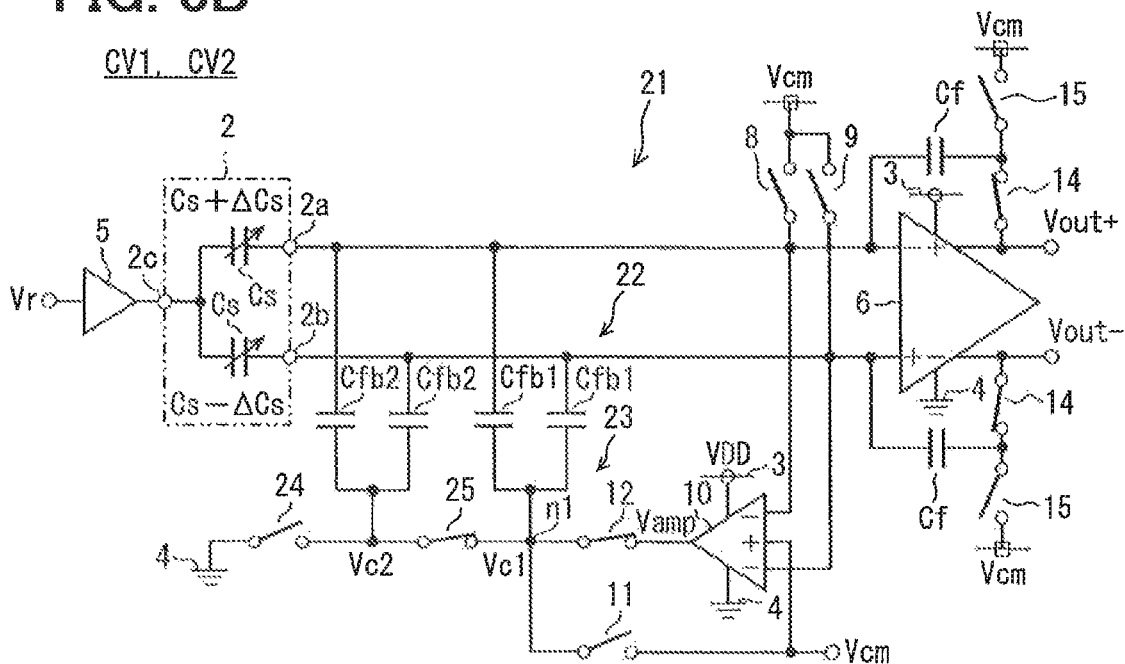 FIG. 3B
CV1, CV2
21
Vcm
Vcm
15
Cf
2
8
9
3
14
Cs+ΔCs
2a
Vout+
5
2c
Cs
22
6
Vr
Cs
2b
Vout-
Cfb2
Cfb2
Cfb1
Cfb1
4
14
Cs-ΔCs
23
VDD
3
24
25
n1
12
Vamp
10
Cf
15
4
Vc2
Vc1
4
Vcm
11
Vcm